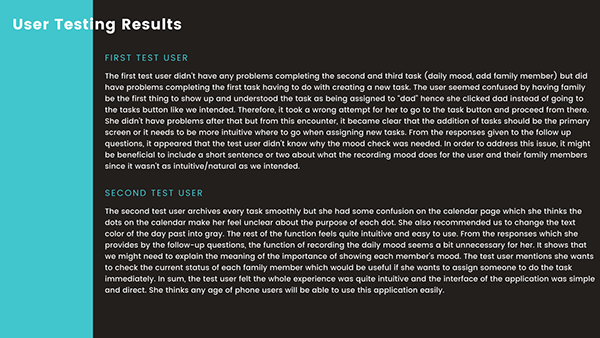 User Testing Results
FIRST TEST USER
The first test user didn't have any problems completing the second and third task (daily mood, add family member) but did
have problems completing the first task having to do with creating a new task. The user seemed confused by having family
be the first thing to show up and understood the task as being assigned to "dad" hence she clicked dad instead of going to
the tasks button like we intended. Therefore, it took a wrong attempt for her to go to the task button and proceed from there.
She didn't have problems after that but from this encounter, it became clear that the addition of tasks should be the primary
screen or it needs to be more intuitive where to go when assigning new tasks. From the responses given to the follow up
questions, it appeared that the test user didn't know why the mood check was needed. In order to address this issue, it might
be beneficial to include a short sentence or two about what the recording mood does for the user and their family members
since it wasn't as intuitive/natural as we intended.
SECOND TEST USER
The second test user archives every task smoothly but she had some confusion on the calendar page which she thinks the
dots on the calendar make her feel unclear about the purpose of each dot. She also recommended us to change the text
color of the day past into gray. The rest of the function feels quite intuitive and easy to use. From the responses which she
provides by the follow-up questions, the function of recording the daily mood seems a bit unnecessary for her. It shows that
we might need to explain the meaning of the importance of showing each member's mood. The test user mentions she wants
to check the current status of each family member which would be useful if she wants to assign someone to do the task
immediately. In sum, the test user felt the whole experience was quite intuitive and the interface of the application was simple
and direct. She thinks any age of phone users will be able to use this application easily.